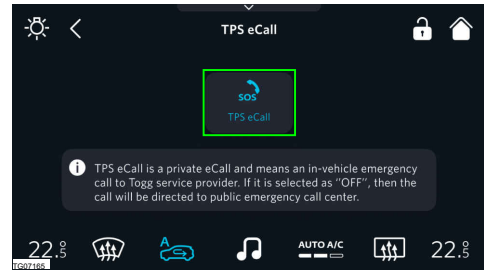 TPS eCall
SOS
TPS eCall
TPS eCall is a private eCall and means an in-vehicle emergency
call to Togg service provider. If it is selected as "OFF", then the
call will be directed to public emergency call center.
22.5 A AUTO A/C 22.5
TG07165